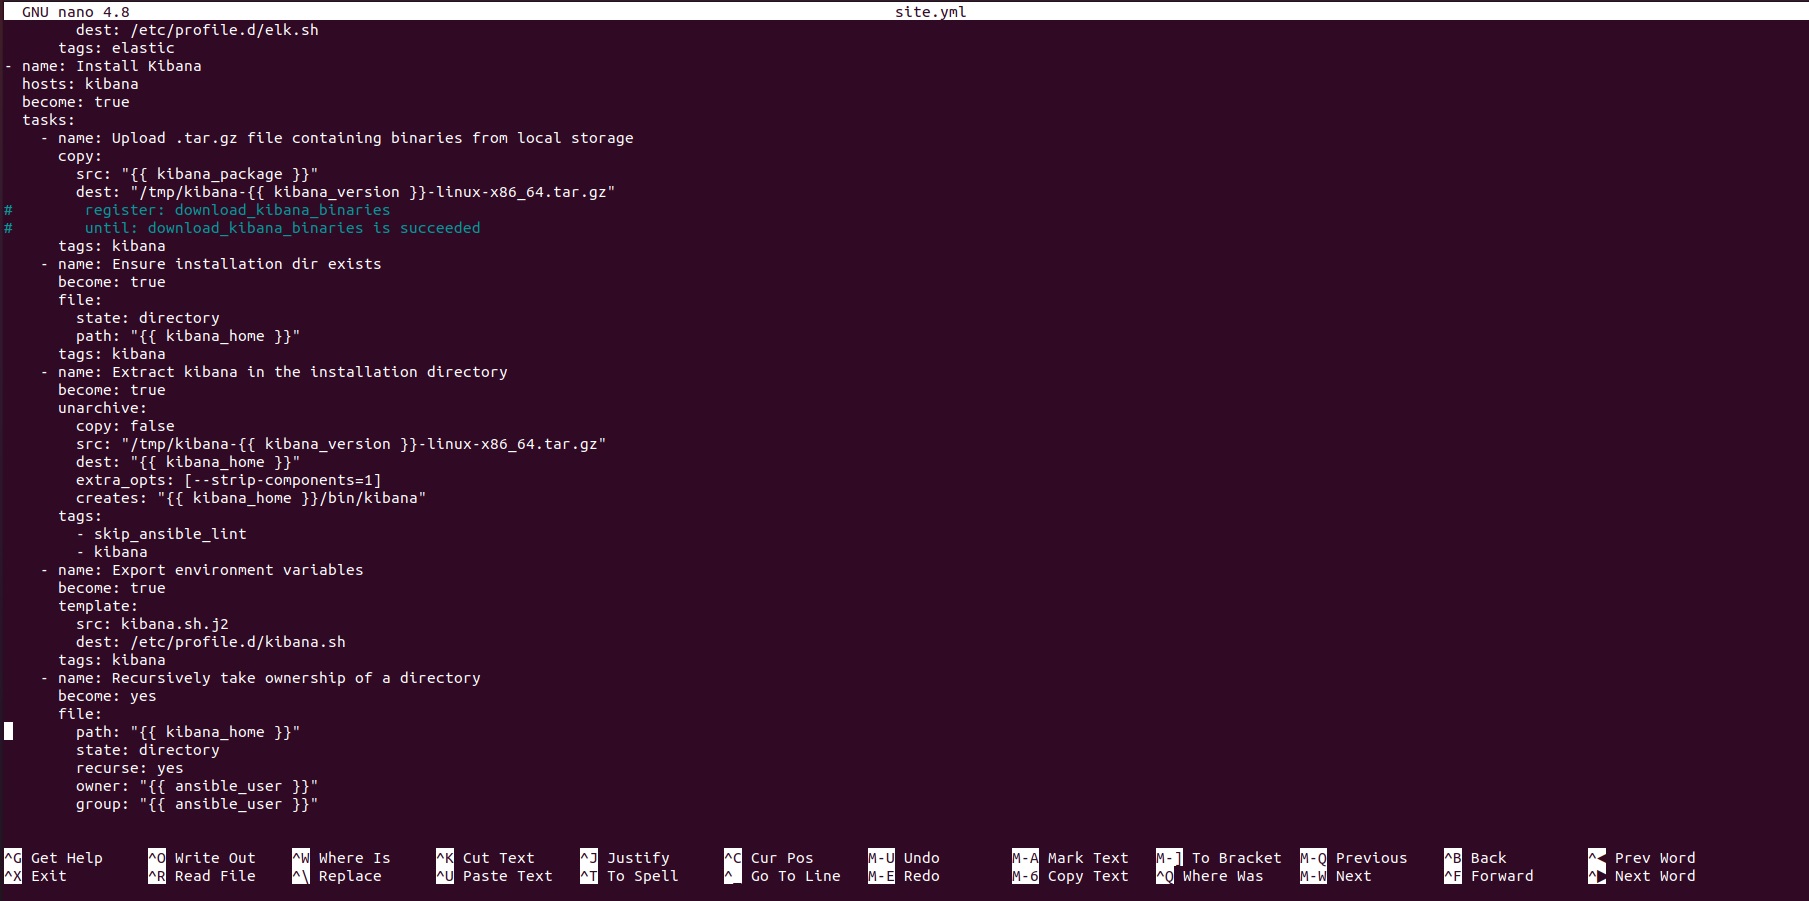 GNU nano 4.8 site.yml
        dest: /etc/profile.d/elk.sh
      tags: elastic
- name: Install Kibana
  hosts: kibana
  become: true
  tasks:
    - name: Upload .tar.gz file containing binaries from local storage
      copy:
        src: "{{ kibana_package }}"
        dest: "/tmp/kibana-{{ kibana_version }}-linux-x86_64.tar.gz"
#        register: download_kibana_binaries
#        until: download_kibana_binaries is succeeded
      tags: kibana
    - name: Ensure installation dir exists
      become: true
      file:
        state: directory
        path: "{{ kibana_home }}"
      tags: kibana
    - name: Extract kibana in the installation directory
      become: true
      unarchive:
        copy: false
        src: "/tmp/kibana-{{ kibana_version }}-linux-x86_64.tar.gz"
        dest: "{{ kibana_home }}"
        extra_opts: [--strip-components=1]
        creates: "{{ kibana_home }}/bin/kibana"
      tags:
        - skip_ansible_lint
        - kibana
    - name: Export environment variables
      become: true
      template:
        src: kibana.sh.j2
        dest: /etc/profile.d/kibana.sh
      tags: kibana
    - name: Recursively take ownership of a directory
      become: yes
      file:
        path: "{{ kibana_home }}"
        state: directory
        recurse: yes
        owner: "{{ ansible_user }}"
        group: "{{ ansible_user }}"
^G Get Help ^O Write Out ^W Where Is ^K Cut Text ^J Justify ^C Cur Pos M-U Undo M-A Mark Text M-] To Bracket M-Q Previous ^B Back ^◀ Prev Word
^X Exit ^R Read File ^\ Replace ^U Paste Text ^T To Spell ^_ Go To Line M-E Redo M-6 Copy Text ^Q Where Was M-W Next ^F Forward ^▶ Next Word